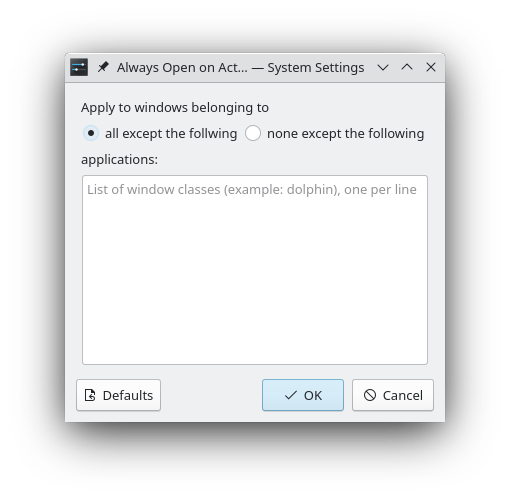 Always Open on Act... — System Settings
Apply to windows belonging to
all except the follwing none except the following
applications:
List of window classes (example: dolphin), one per line
Defaults OK Cancel